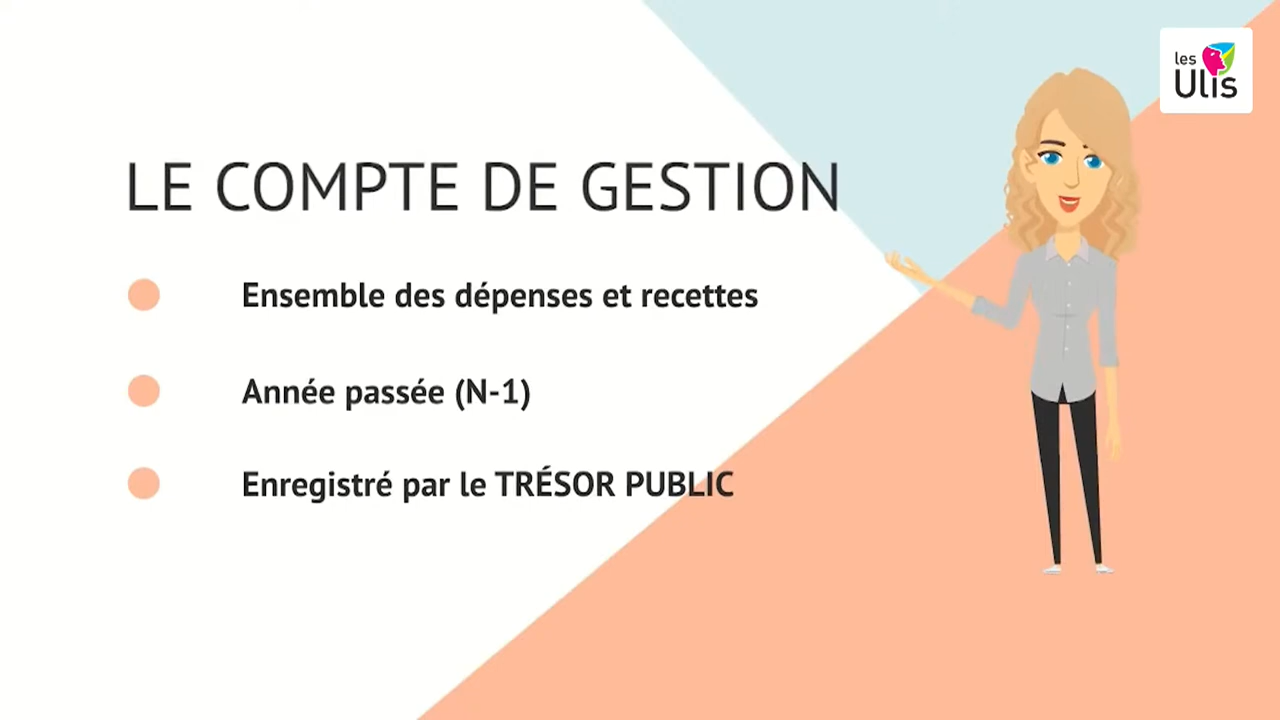 les
Ulis
LE COMPTE DE GESTION
Ensemble des dépenses et recettes
Année passée (N-1)
Enregistré par le TRÉSOR PUBLIC